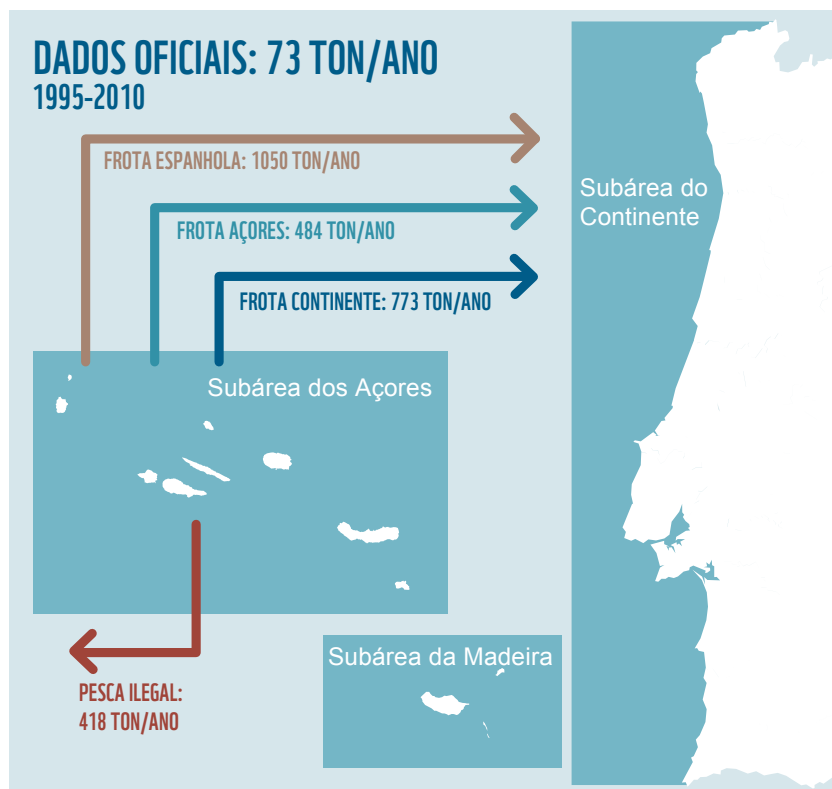 DADOS OFICIAIS: 73 TON/ANO
1995-2010
FROTA ESPANHOLA: 1050 TON/ANO
Subárea do
Continente
FROTA AÇORES: 484 TON/ANO
FROTA CONTINENTE: 773 TON/ANO
Subárea dos Açores
Subárea da Madeira
PESCA ILEGAL:
418 TON/ANO